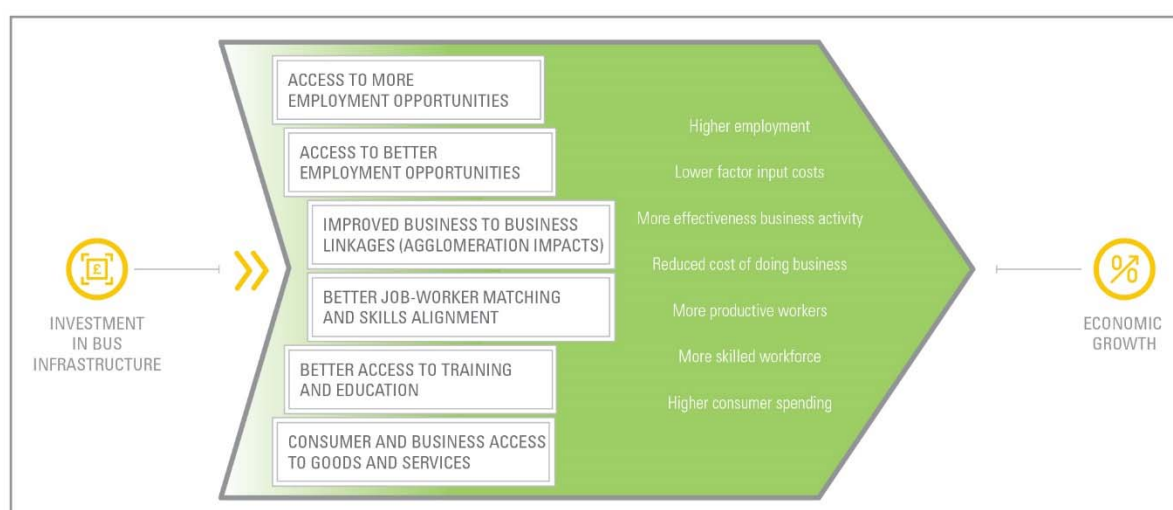 INVESTMENT
IN BUS
INFRASTRUCTURE
£
ACCESS TO MORE
EMPLOYMENT OPPORTUNITIES
ACCESS TO BETTER
EMPLOYMENT OPPORTUNITIES
IMPROVED BUSINESS TO BUSINESS
LINKAGES (AGGLOMERATION IMPACTS)
BETTER JOB-WORKER MATCHING
AND SKILLS ALIGNMENT
BETTER ACCESS TO TRAINING
AND EDUCATION
CONSUMER AND BUSINESS ACCESS
TO GOODS AND SERVICES
Higher employment
Lower factor input costs
More effectiveness business activity
Reduced cost of doing business
More productive workers
More skilled workforce
Higher consumer spending
%
ECONOMIC
GROWTH